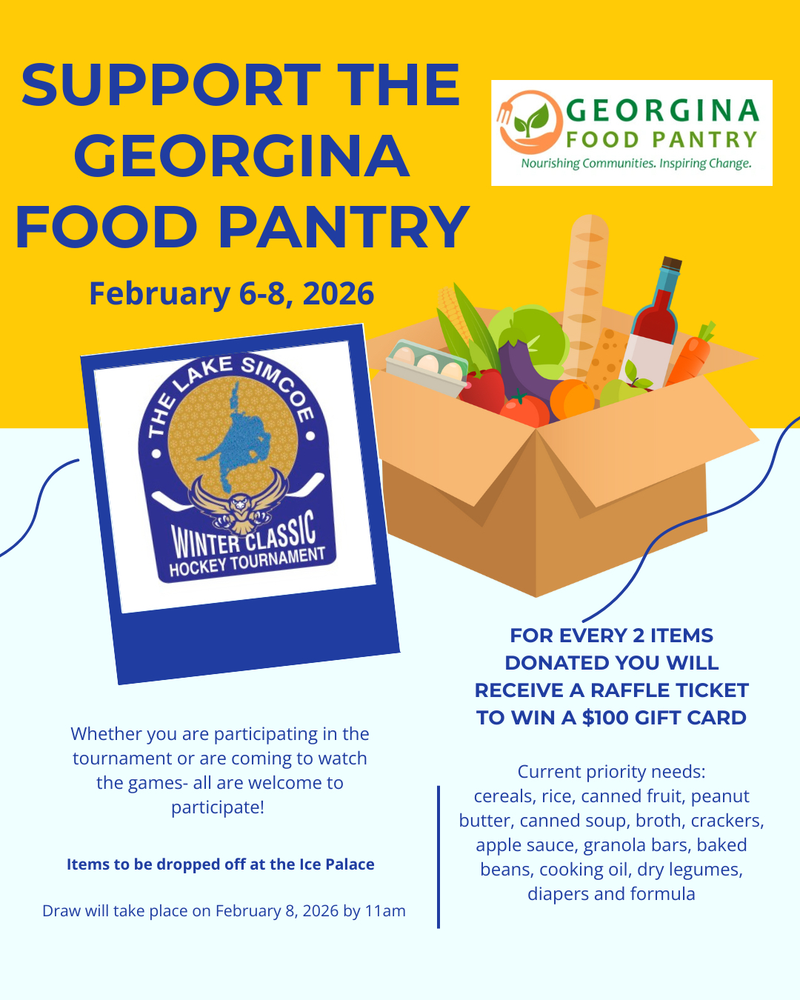 SUPPORT THE
GEORGINA
FOOD PANTRY
February 6-8, 2026
GEORGINA
FOOD PANTRY
Nourishing Communities. Inspiring Change.
• THE LAKE SIMCOE •
WINTER CLASSIC
HOCKEY TOURNAMENT
FOR EVERY 2 ITEMS
DONATED YOU WILL
RECEIVE A RAFFLE TICKET
TO WIN A $100 GIFT CARD
Whether you are participating in the
tournament or are coming to watch
the games- all are welcome to
participate!
Items to be dropped off at the Ice Palace
Draw will take place on February 8, 2026 by 11am
Current priority needs:
cereals, rice, canned fruit, peanut
butter, canned soup, broth, crackers,
apple sauce, granola bars, baked
beans, cooking oil, dry legumes,
diapers and formula